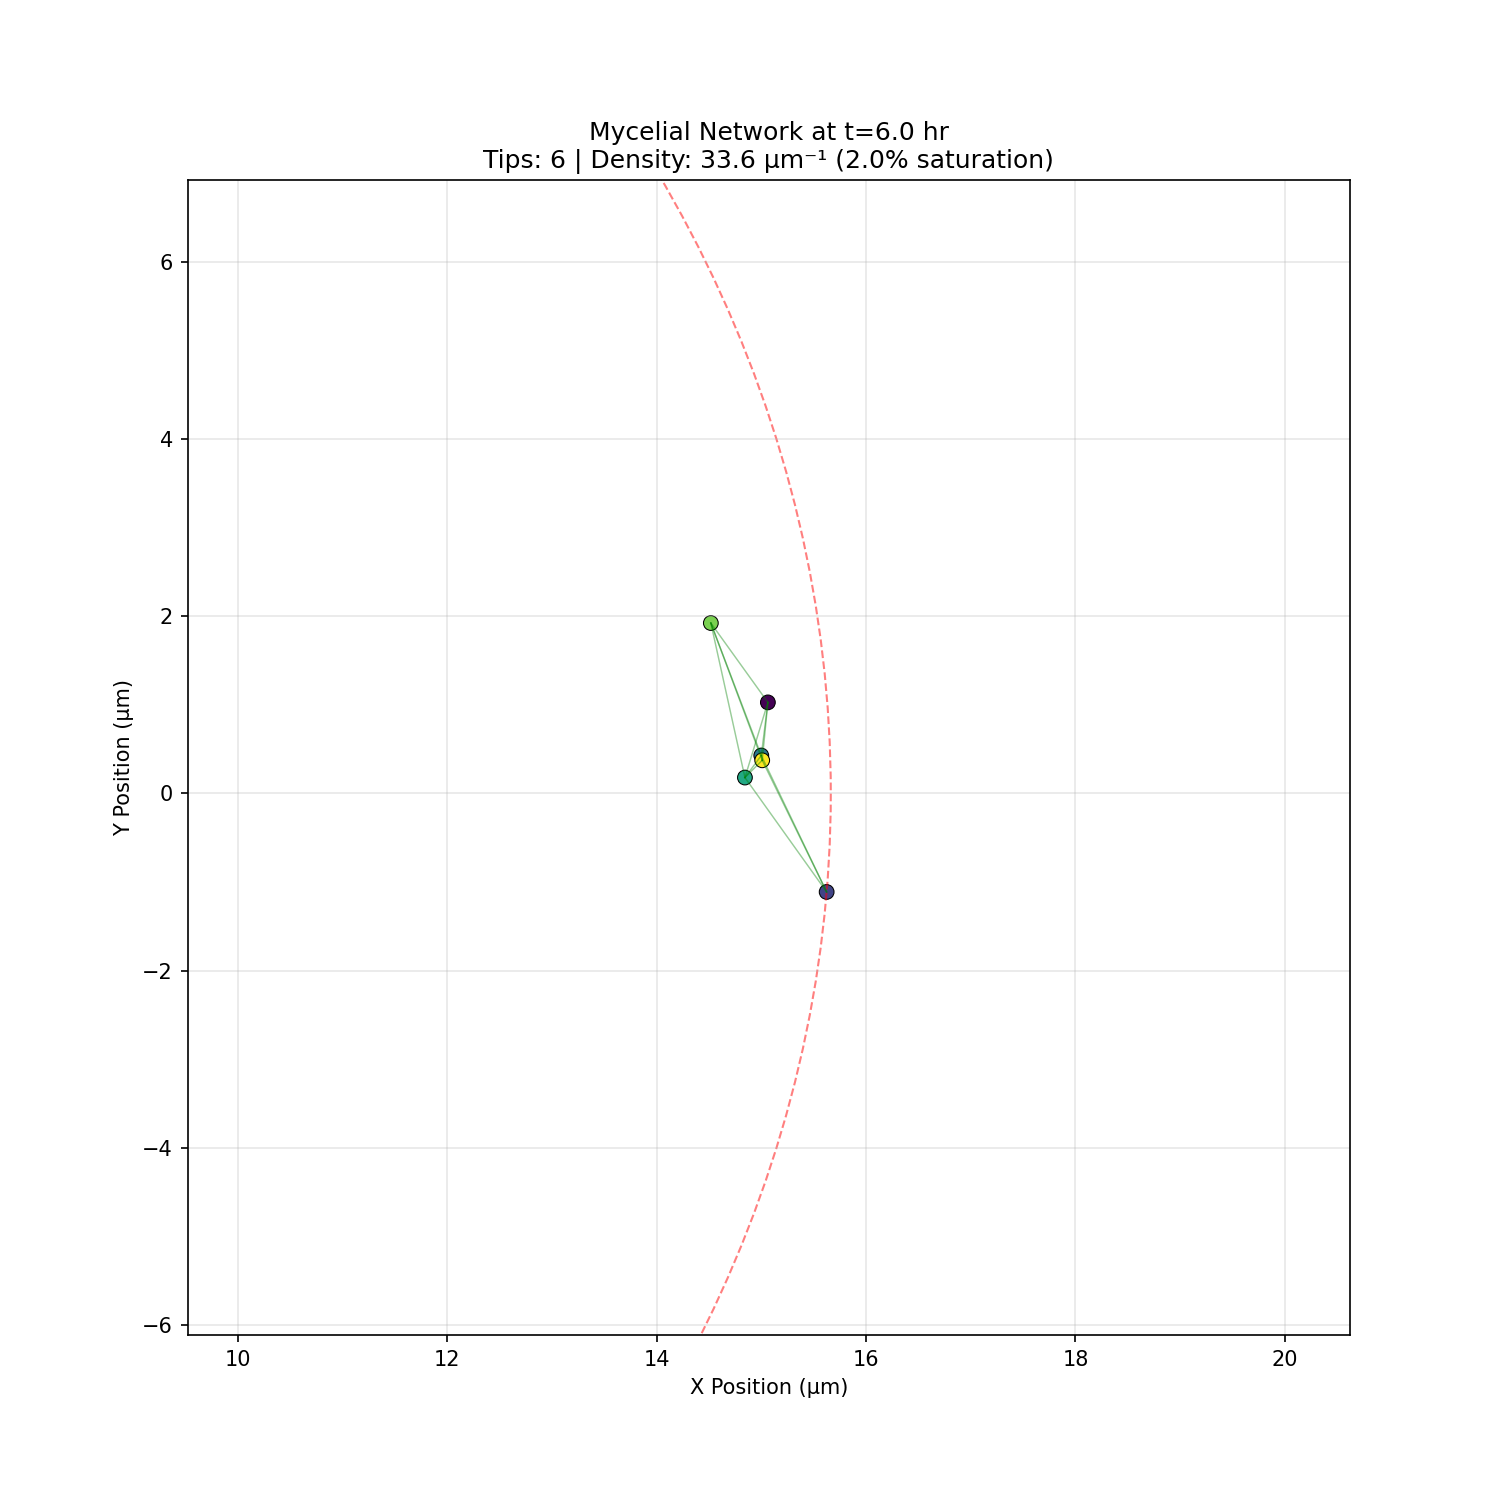 Mycelial Network at t=6.0 hr
Tips: 6 | Density: 33.6 μm⁻¹ (2.0% saturation)
6
4
2
0
−2
−4
−6
Y Position (μm)
10 12 14 16 18 20
X Position (μm)